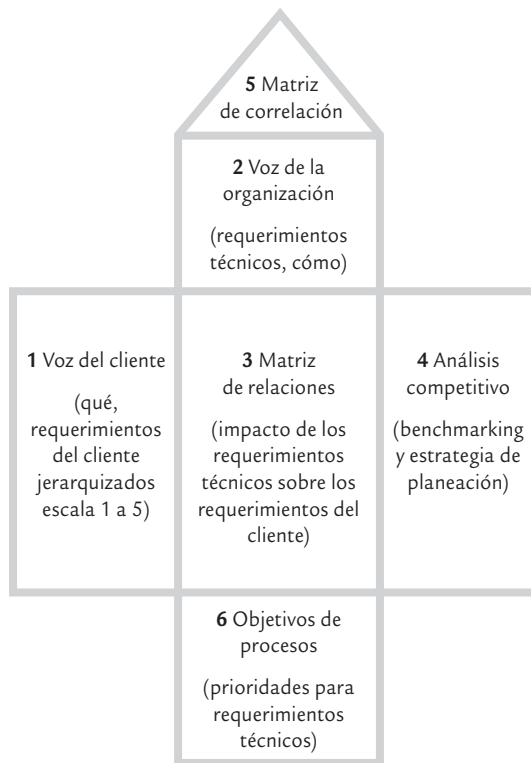 5 Matriz
de correlación
2 Voz de la
organización
(requerimientos
técnicos, cómo)
1 Voz del cliente
(qué,
requerimientos
del cliente
jerarquizados
escala 1 a 5)
3 Matriz
de relaciones
(impacto de los
requerimientos
técnicos sobre los
requerimientos del
cliente)
4 Análisis
competitivo
(benchmarking
y estrategia de
planeación)
6 Objetivos de
procesos
(prioridades para
requerimientos
técnicos)